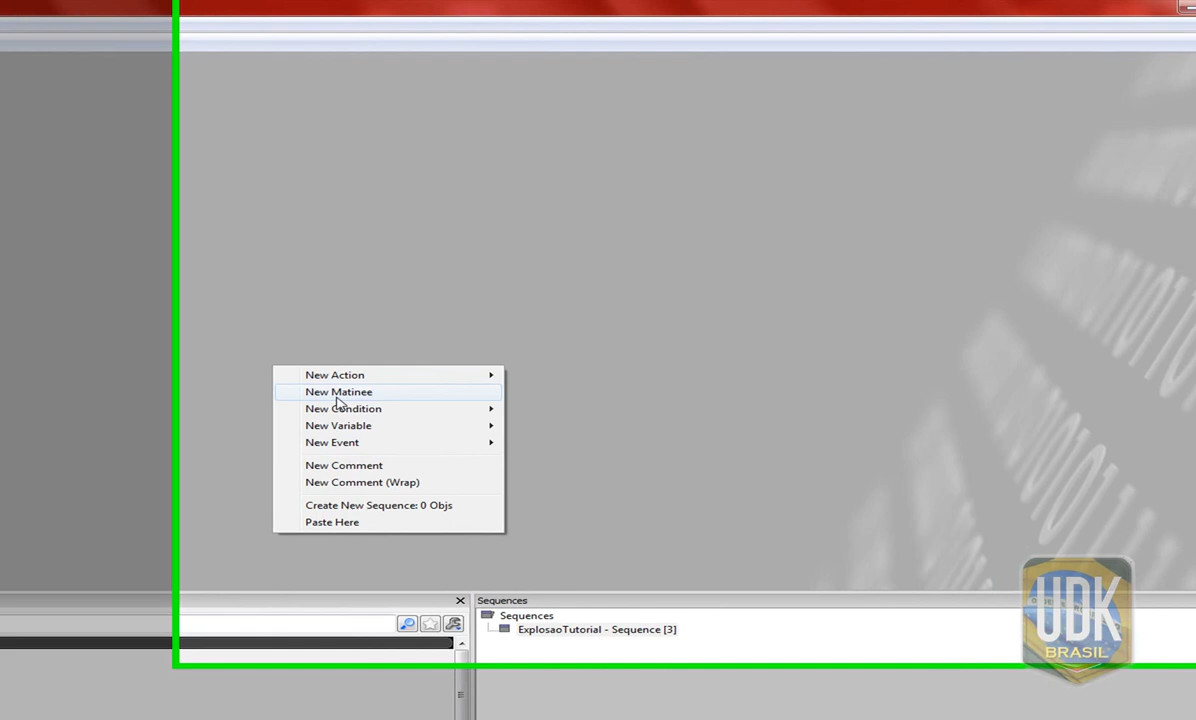 New Action
New Matinee
New Condition
New Variable
New Event
New Comment
New Comment (Wrap)
Create New Sequence: 0 Objs
Paste Here
Sequences
Sequences
ExplosaoTutorial - Sequence [3]
UDK
BRASIL